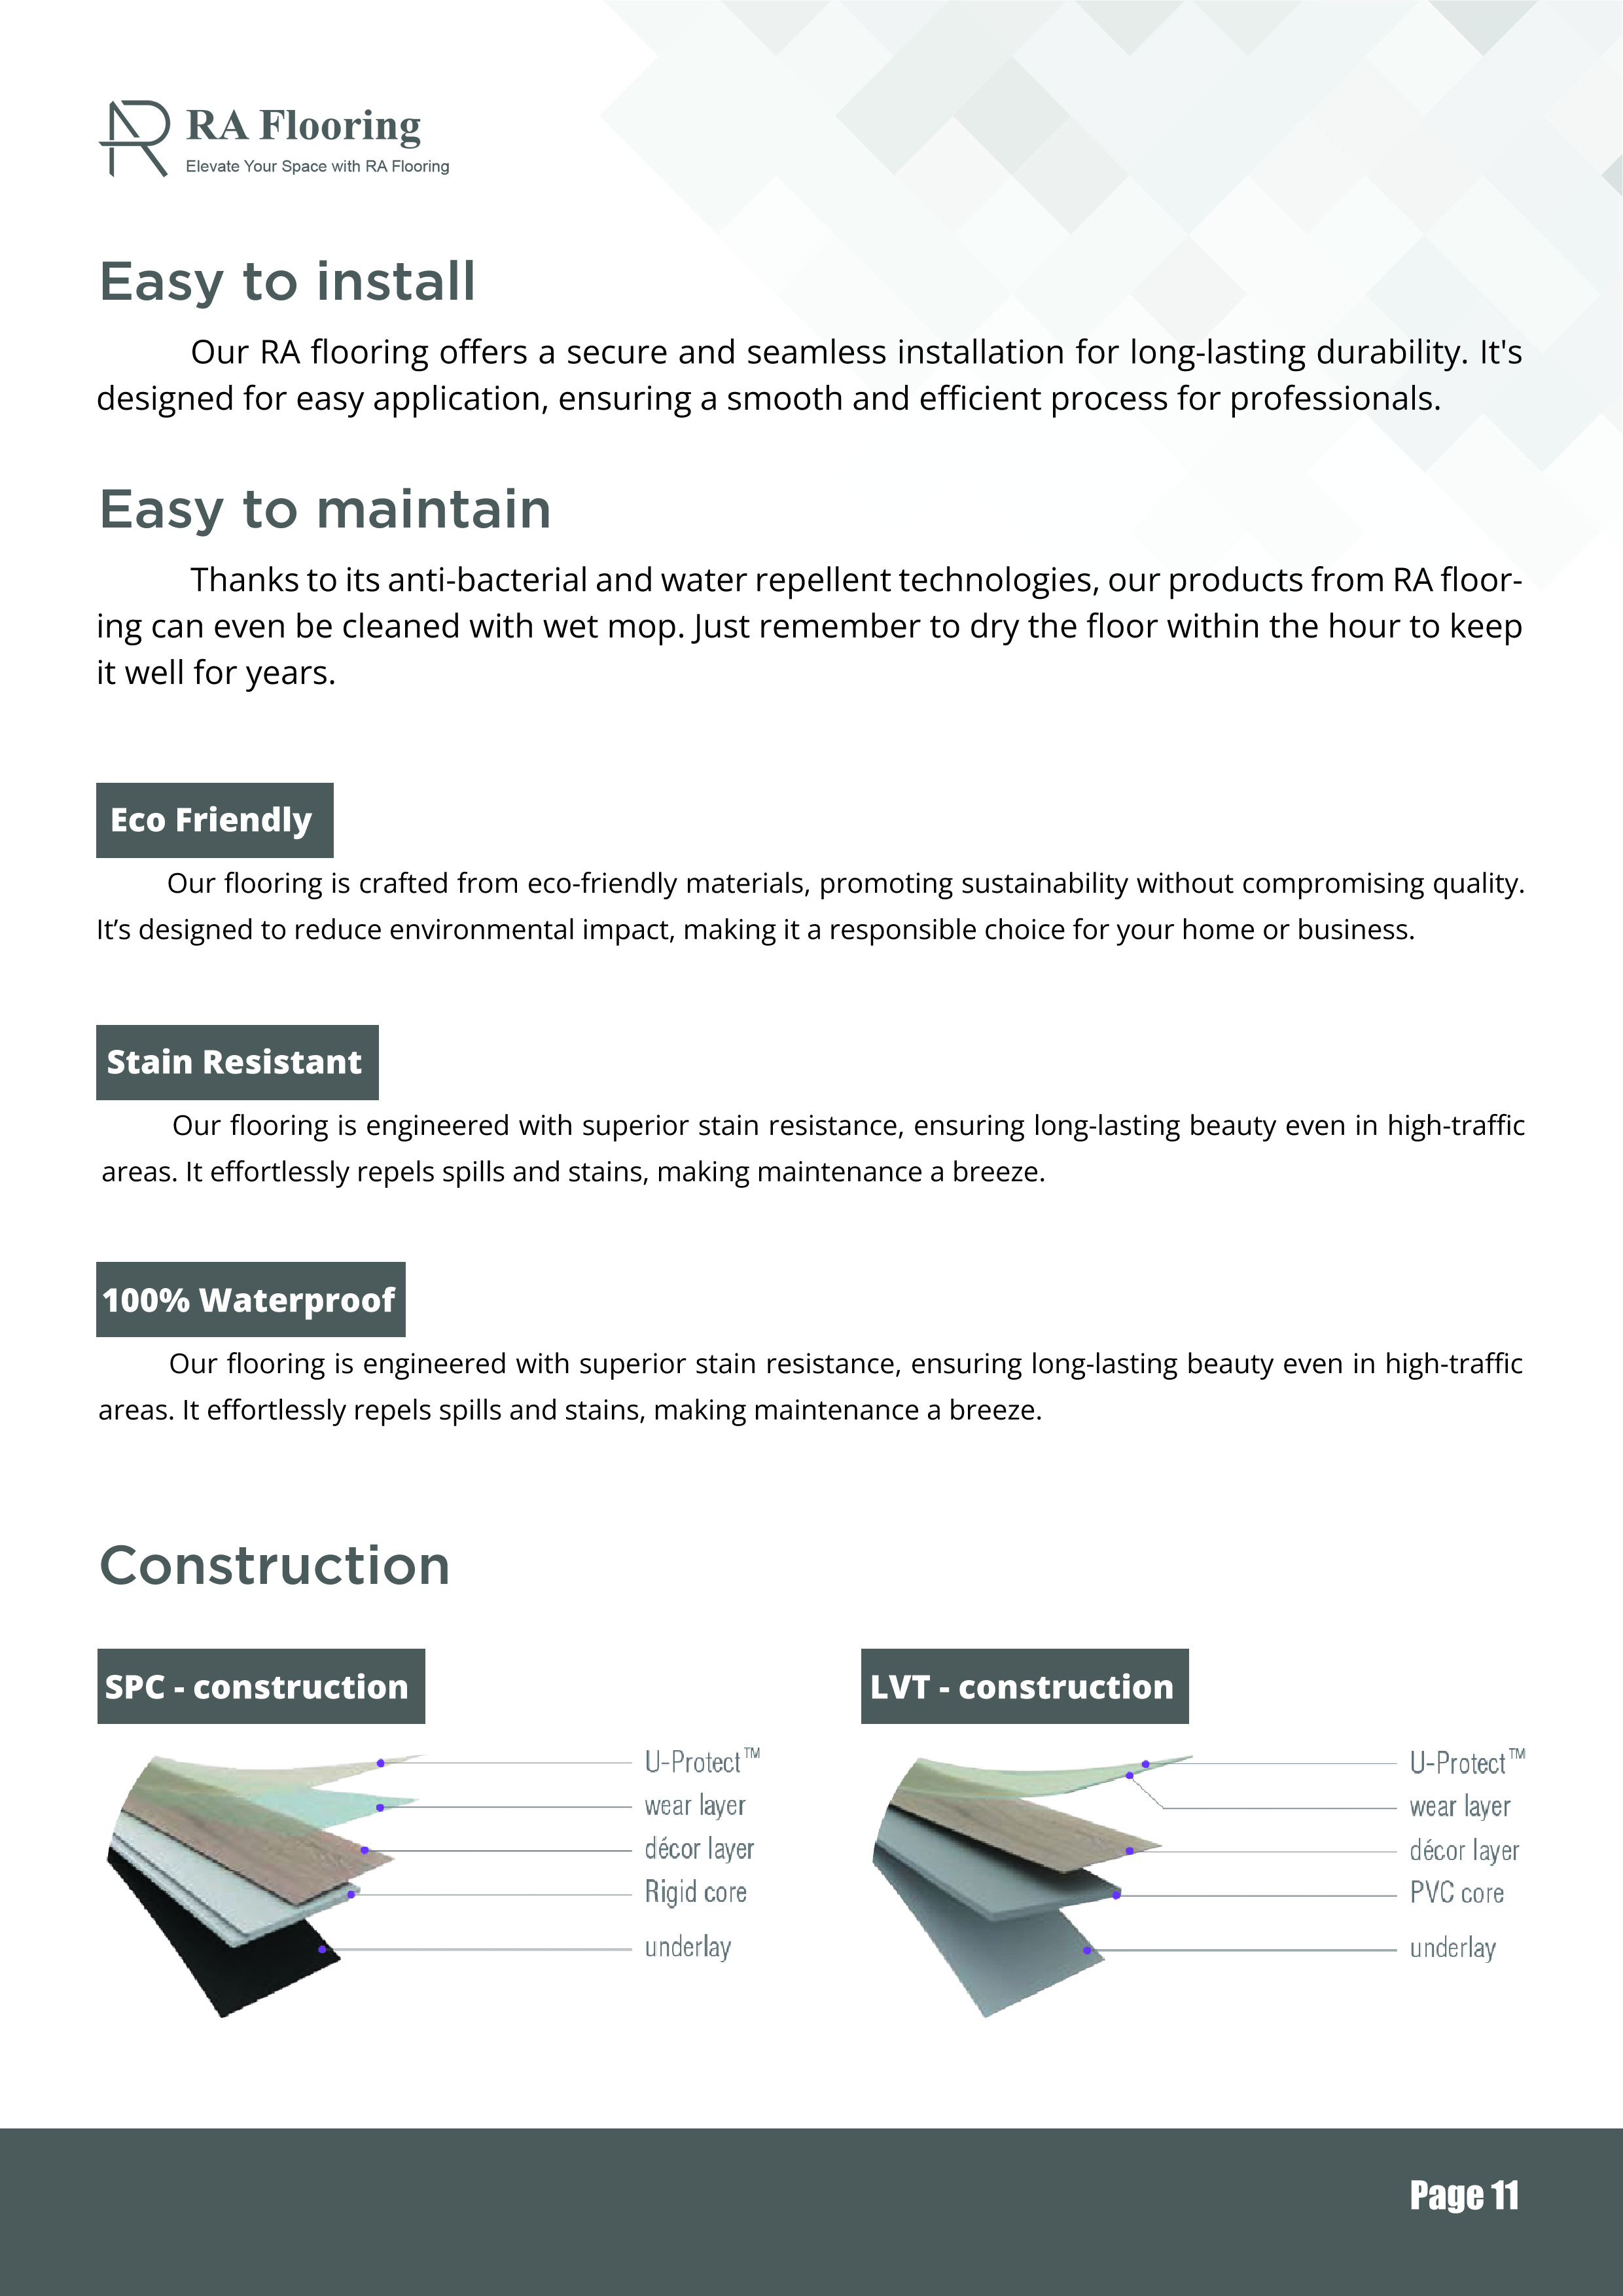 RA Flooring
Elevate Your Space with RA Flooring
Easy to install
Our RA flooring offers a secure and seamless installation for long-lasting durability. It's
designed for easy application, ensuring a smooth and efficient process for professionals.
Easy to maintain
Thanks to its anti-bacterial and water repellent technologies, our products from RA floor-
ing can even be cleaned with wet mop. Just remember to dry the floor within the hour to keep
it well for years.
Eco Friendly
Our flooring is crafted from eco-friendly materials, promoting sustainability without compromising quality.
It’s designed to reduce environmental impact, making it a responsible choice for your home or business.
Stain Resistant
Our flooring is engineered with superior stain resistance, ensuring long-lasting beauty even in high-traffic
areas. It effortlessly repels spills and stains, making maintenance a breeze.
100% Waterproof
Our flooring is engineered with superior stain resistance, ensuring long-lasting beauty even in high-traffic
areas. It effortlessly repels spills and stains, making maintenance a breeze.
Construction
SPC - construction
U-Protect™
wear layer
décor layer
Rigid core
underlay
LVT - construction
U-Protect™
wear layer
décor layer
PVC core
underlay
Page 11